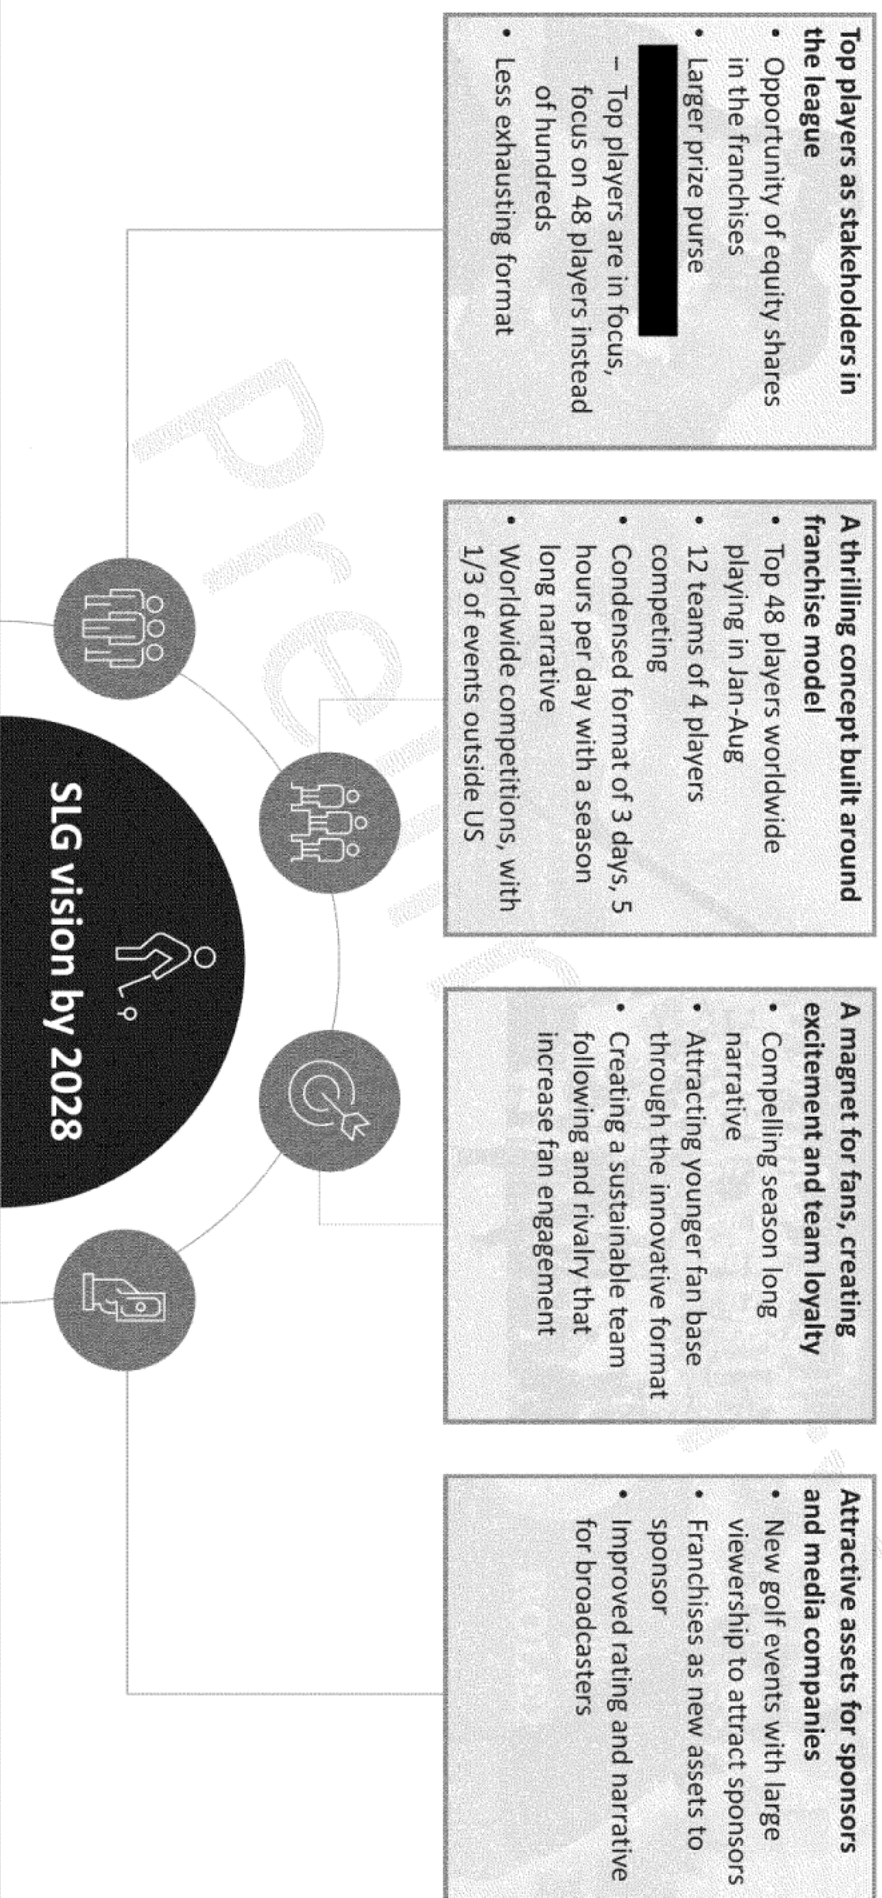 Top players as stakeholders in
the league
• Opportunity of equity shares
in the franchises
• Larger prize purse
– Top players are in focus,
focus on 48 players instead
of hundreds
• Less exhausting format
A thrilling concept built around
franchise model
• Top 48 players worldwide
playing in Jan-Aug
• 12 teams of 4 players
competing
• Condensed format of 3 days, 5
hours per day with a season
long narrative
• Worldwide competitions, with
1/3 of events outside US
A magnet for fans, creating
excitement and team loyalty
• Compelling season long
narrative
• Attracting younger fan base
through the innovative format
• Creating a sustainable team
following and rivalry that
increase fan engagement
Attractive assets for sponsors
and media companies
• New golf events with large
viewership to attract sponsors
• Franchises as new assets to
sponsor
• Improved rating and narrative
for broadcasters
SLG vision by 2028